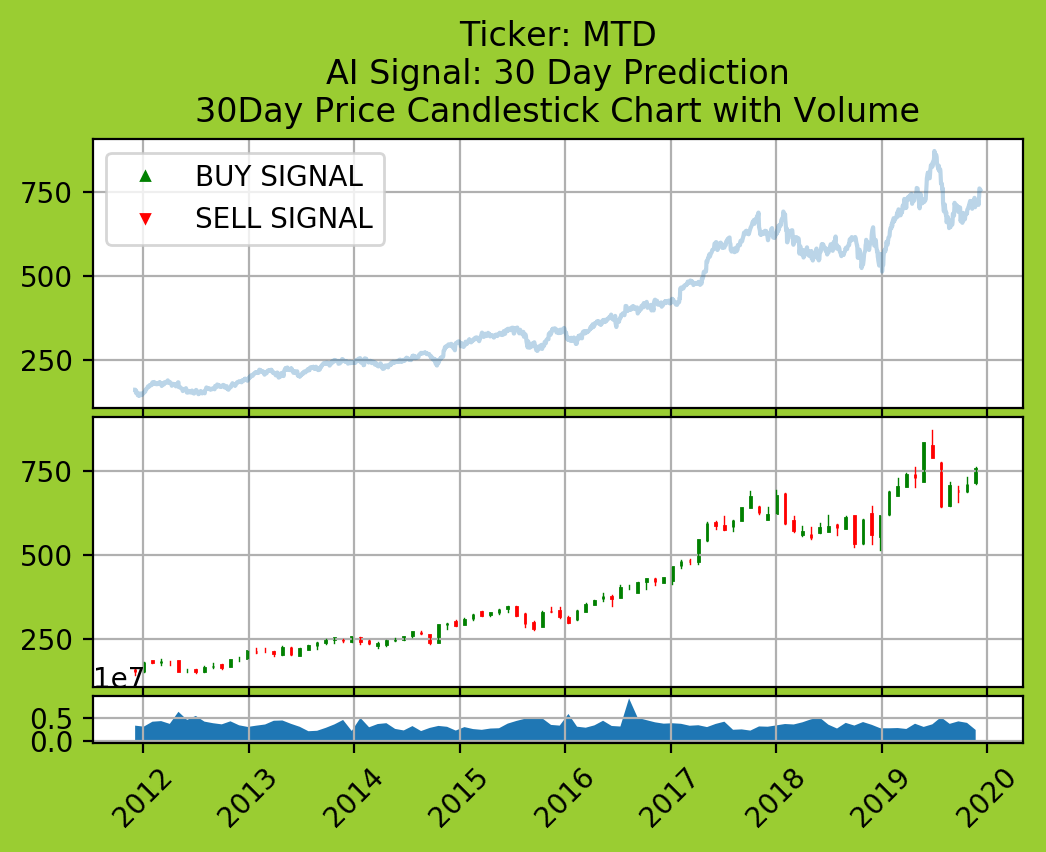 Ticker: MTD
AI Signal: 30 Day Prediction
30Day Price Candlestick Chart with Volume
BUY SIGNAL
SELL SIGNAL
750
500
250
750
500
250
1e7
0.5
0.0
2012 2013 2014 2015 2016 2017 2018 2019 2020